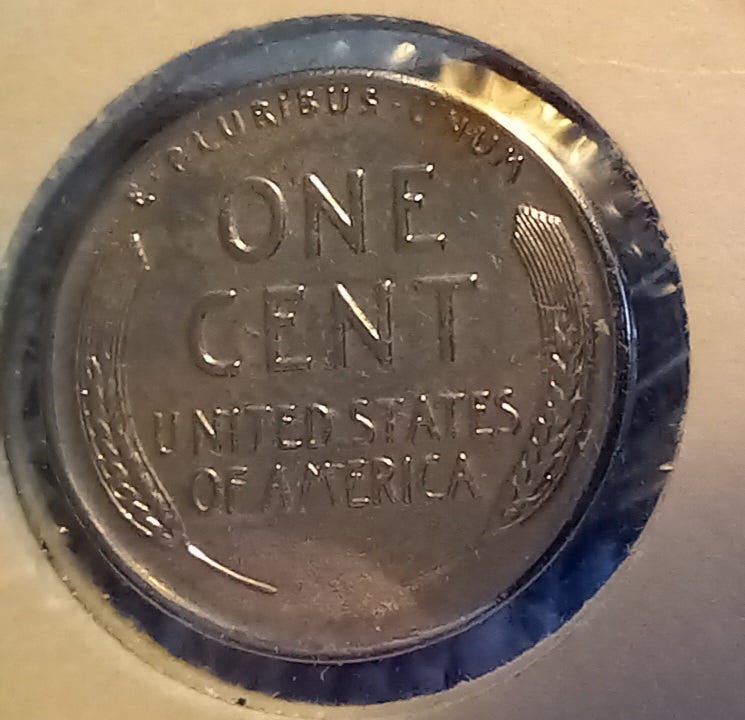 E·PLURIBUS·UNUM
ONE
CENT
UNITED STATES
OF AMERICA